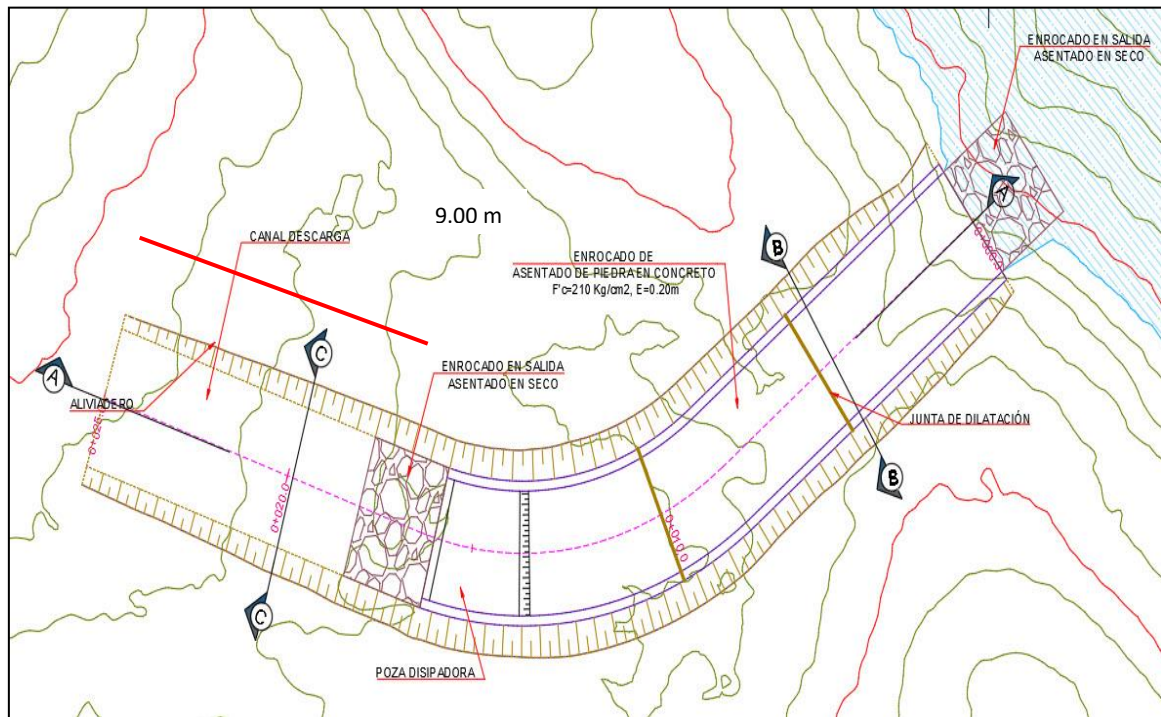 ENROCADO EN SALIDA
ASENTADO EN SECO
A
9.00 m
CANAL DESCARGA
B
ENROCADO DE
ASENTADO DE PIEDRA EN CONCRETO
F'c=210 Kg/cm2, E=0.20m
C
ENROCADO EN SALIDA
ASENTADO EN SECO
A
ALIVIADERO
JUNTA DE DILATACIÓN
B
0+020.0
0+010.0
C
POZA DISIPADORA